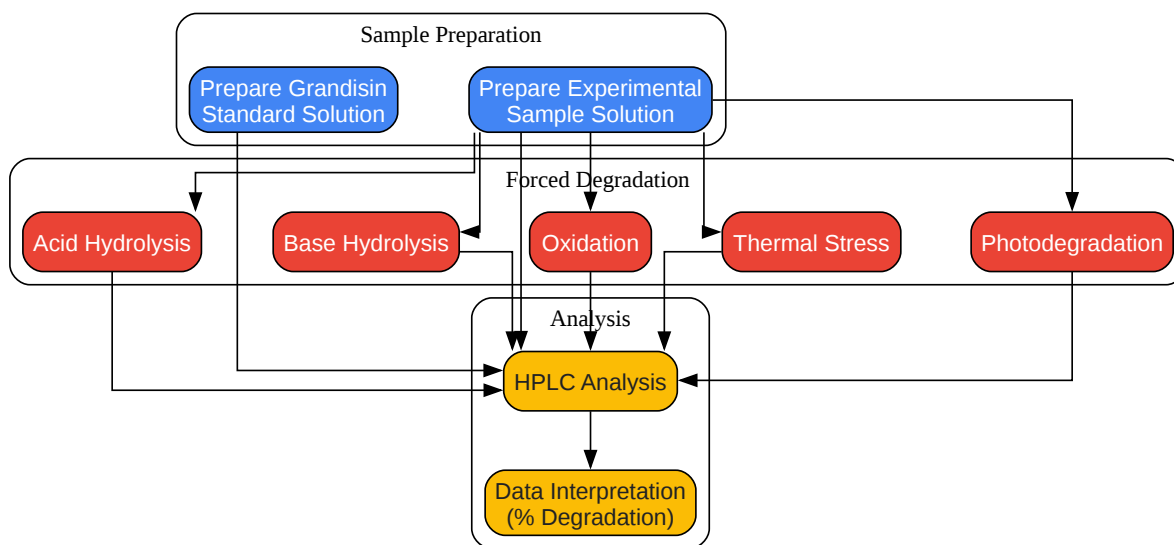 Sample Preparation
Prepare Grandisin
Standard Solution
Prepare Experimental
Sample Solution
Forced Degradation
Acid Hydrolysis
Base Hydrolysis
Oxidation
Thermal Stress
Photodegradation
Analysis
HPLC Analysis
Data Interpretation
(% Degradation)